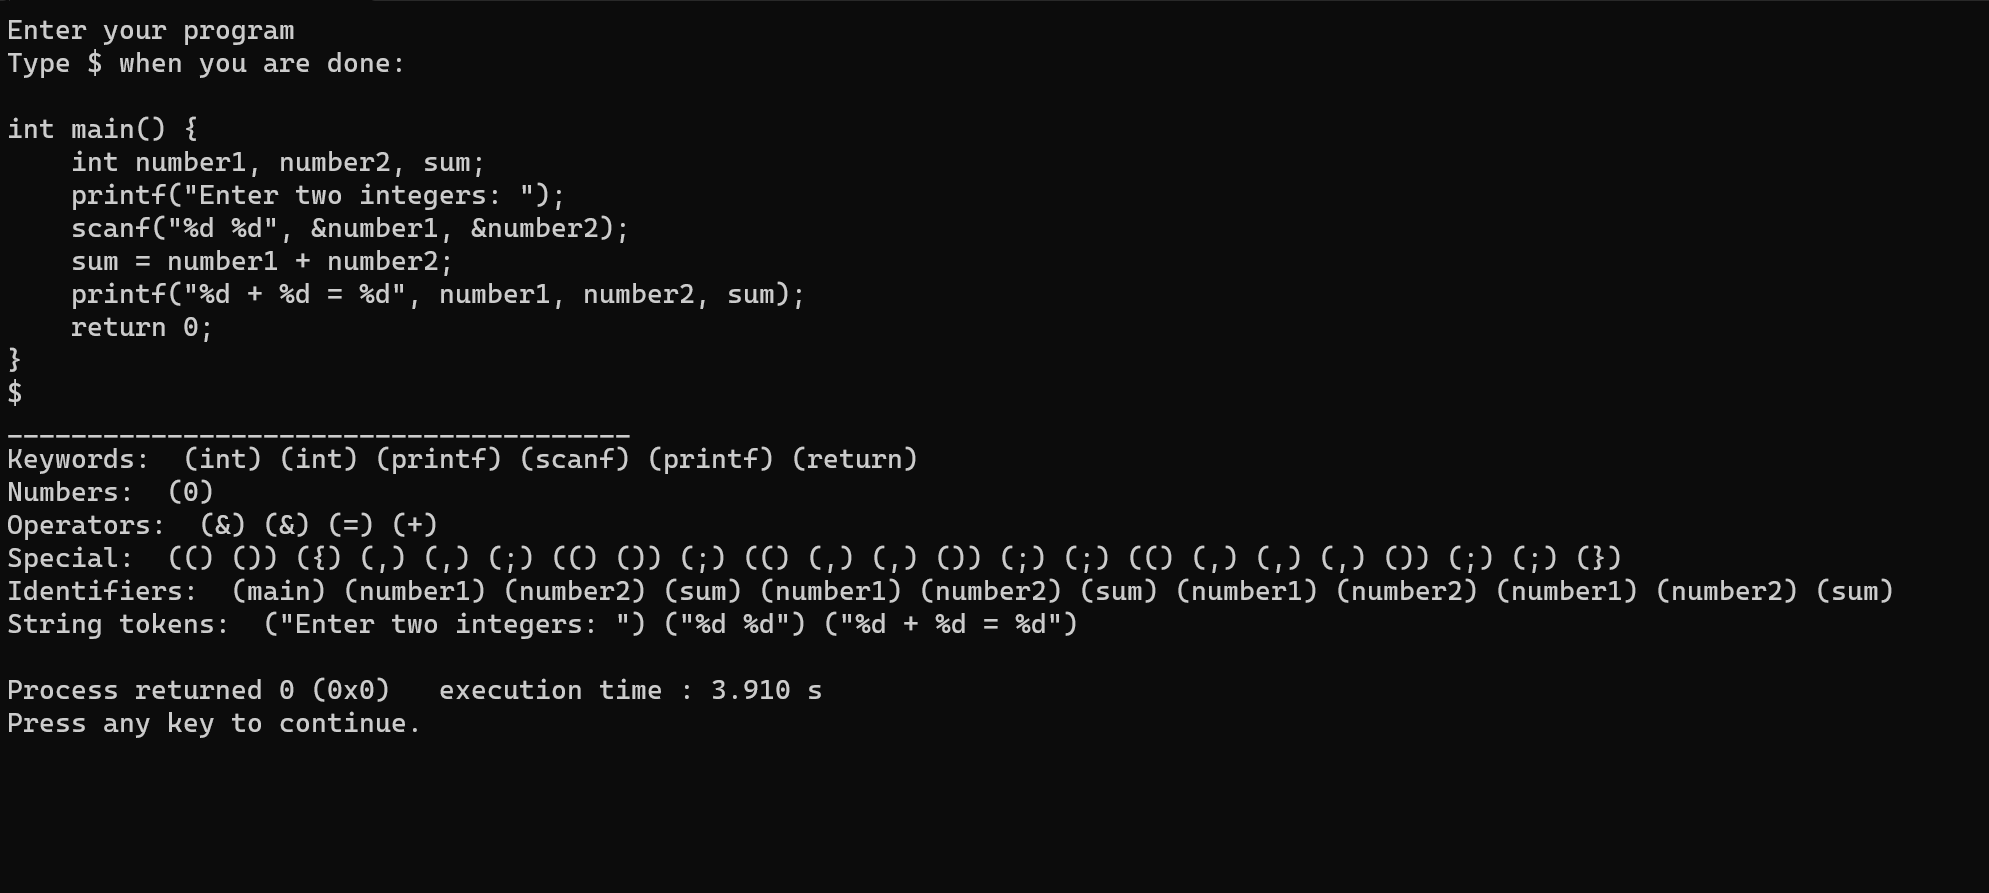 Enter your program
Type $ when you are done:

int main() {
    int number1, number2, sum;
    printf("Enter two integers: ");
    scanf("%d %d", &number1, &number2);
    sum = number1 + number2;
    printf("%d + %d = %d", number1, number2, sum);
    return 0;
}
$
_______________________________________
Keywords:  (int) (int) (printf) (scanf) (printf) (return)
Numbers:  (0)
Operators:  (&) (&) (=) (+)
Special:  (() ()) ({) (,) (,) (;) (() ()) (;) (() (,) (,) ()) (;) (;) (() (,) (,) (,) ()) (;) (;) (})
Identifiers:  (main) (number1) (number2) (sum) (number1) (number2) (sum) (number1) (number2) (number1) (number2) (sum)
String tokens:  ("Enter two integers: ") ("%d %d") ("%d + %d = %d")

Process returned 0 (0x0)   execution time : 3.910 s
Press any key to continue.